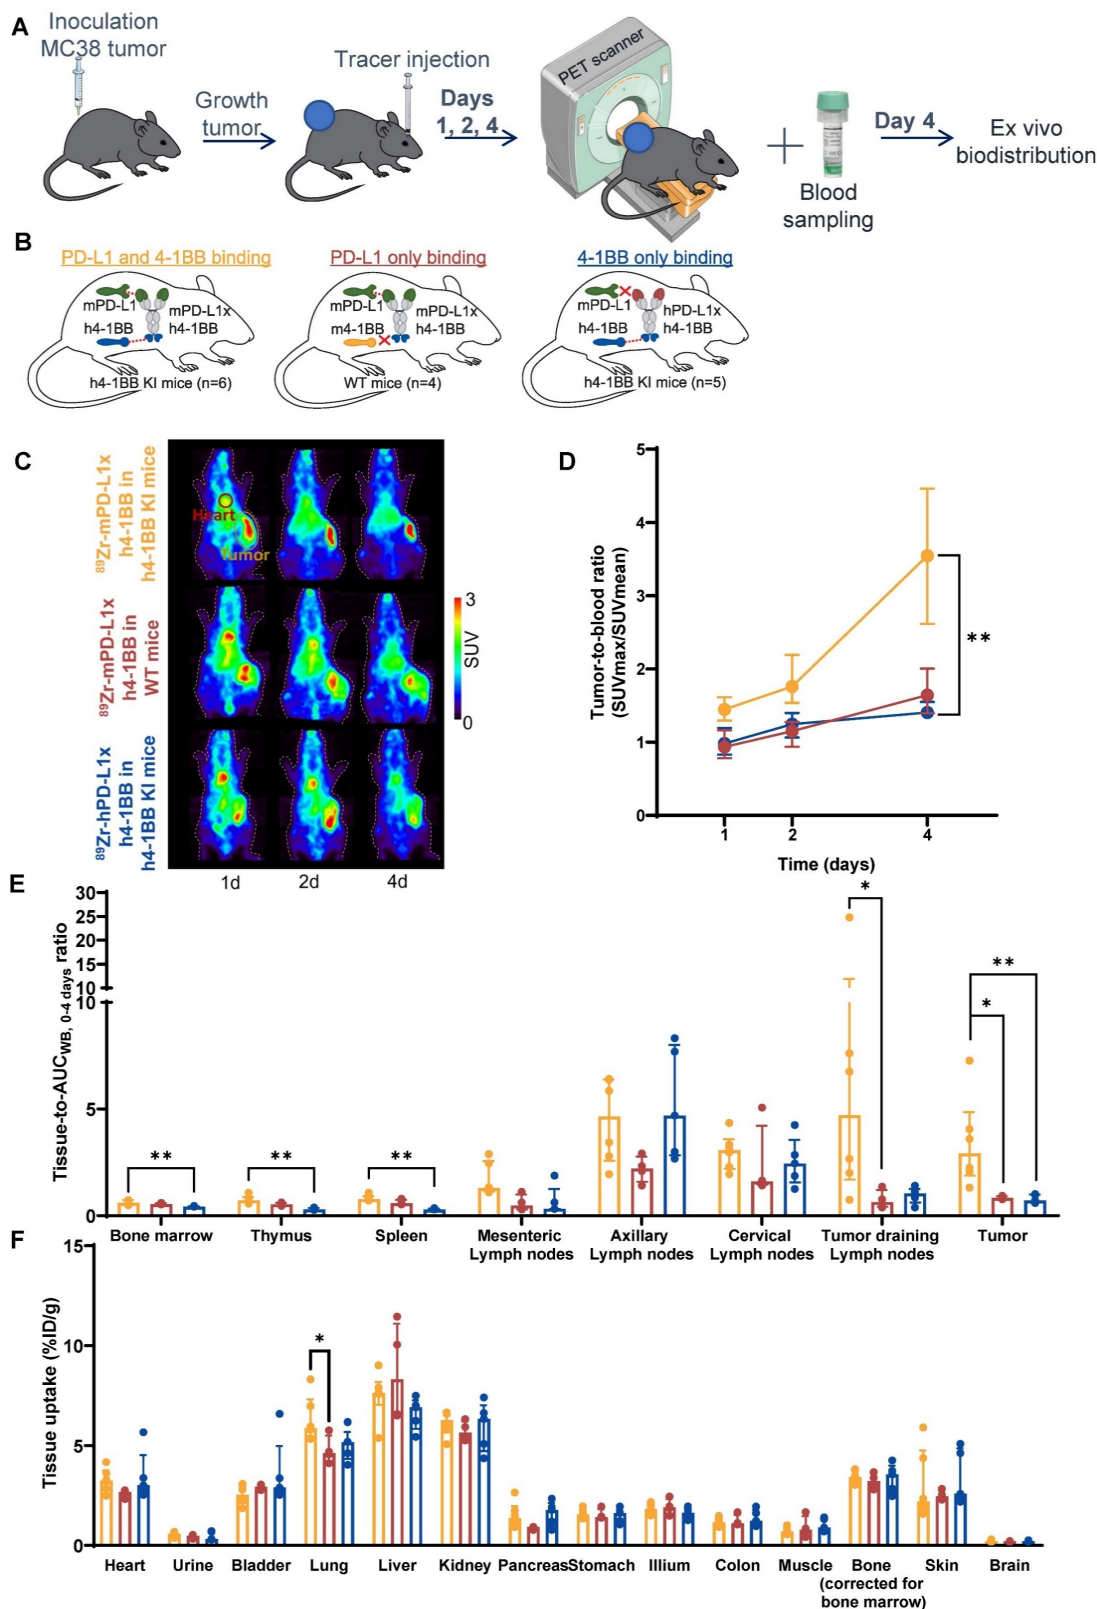 A
Inoculation
MC38 tumor
Growth
tumor
Tracer injection
Days
1, 2, 4
PET scanner
Blood
sampling
Day 4
Ex vivo
biodistribution
B
PD-L1 and 4-1BB binding
mPD-L1
mPD-L1x
h4-1BB
h4-1BB
h4-1BB KI mice (n=6)
PD-L1 only binding
mPD-L1
mPD-L1x
m4-1BB
h4-1BB
WT mice (n=4)
4-1BB only binding
mPD-L1
hPD-L1x
h4-1BB
h4-1BB
h4-1BB KI mice (n=5)
C
89Zr-mPD-L1x
h4-1BB in
h4-1BB KI mice
89Zr-mPD-L1x
h4-1BB in
WT mice
89Zr-hPD-L1x
h4-1BB in
h4-1BB KI mice
Heart
Tumor
1d
2d
4d
3
SUV
0
D
Tumor-to-blood ratio
(SUVmax/SUVmean)
5
4
3
2
1
0
**
1
2
4
Time (days)
E
Tissue-to-AUCWB, 0-4 days ratio
30
25
20
15
10
10
5
0
**
**
**
*
*
**
Bone marrow
Thymus
Spleen
Mesenteric
Lymph nodes
Axillary
Lymph nodes
Cervical
Lymph nodes
Tumor draining
Lymph nodes
Tumor
F
Tissue uptake (%ID/g)
15
10
5
0
*
Heart
Urine
Bladder
Lung
Liver
Kidney
Pancreas
Stomach
Illium
Colon
Muscle
Bone
(corrected for
bone marrow)
Skin
Brain